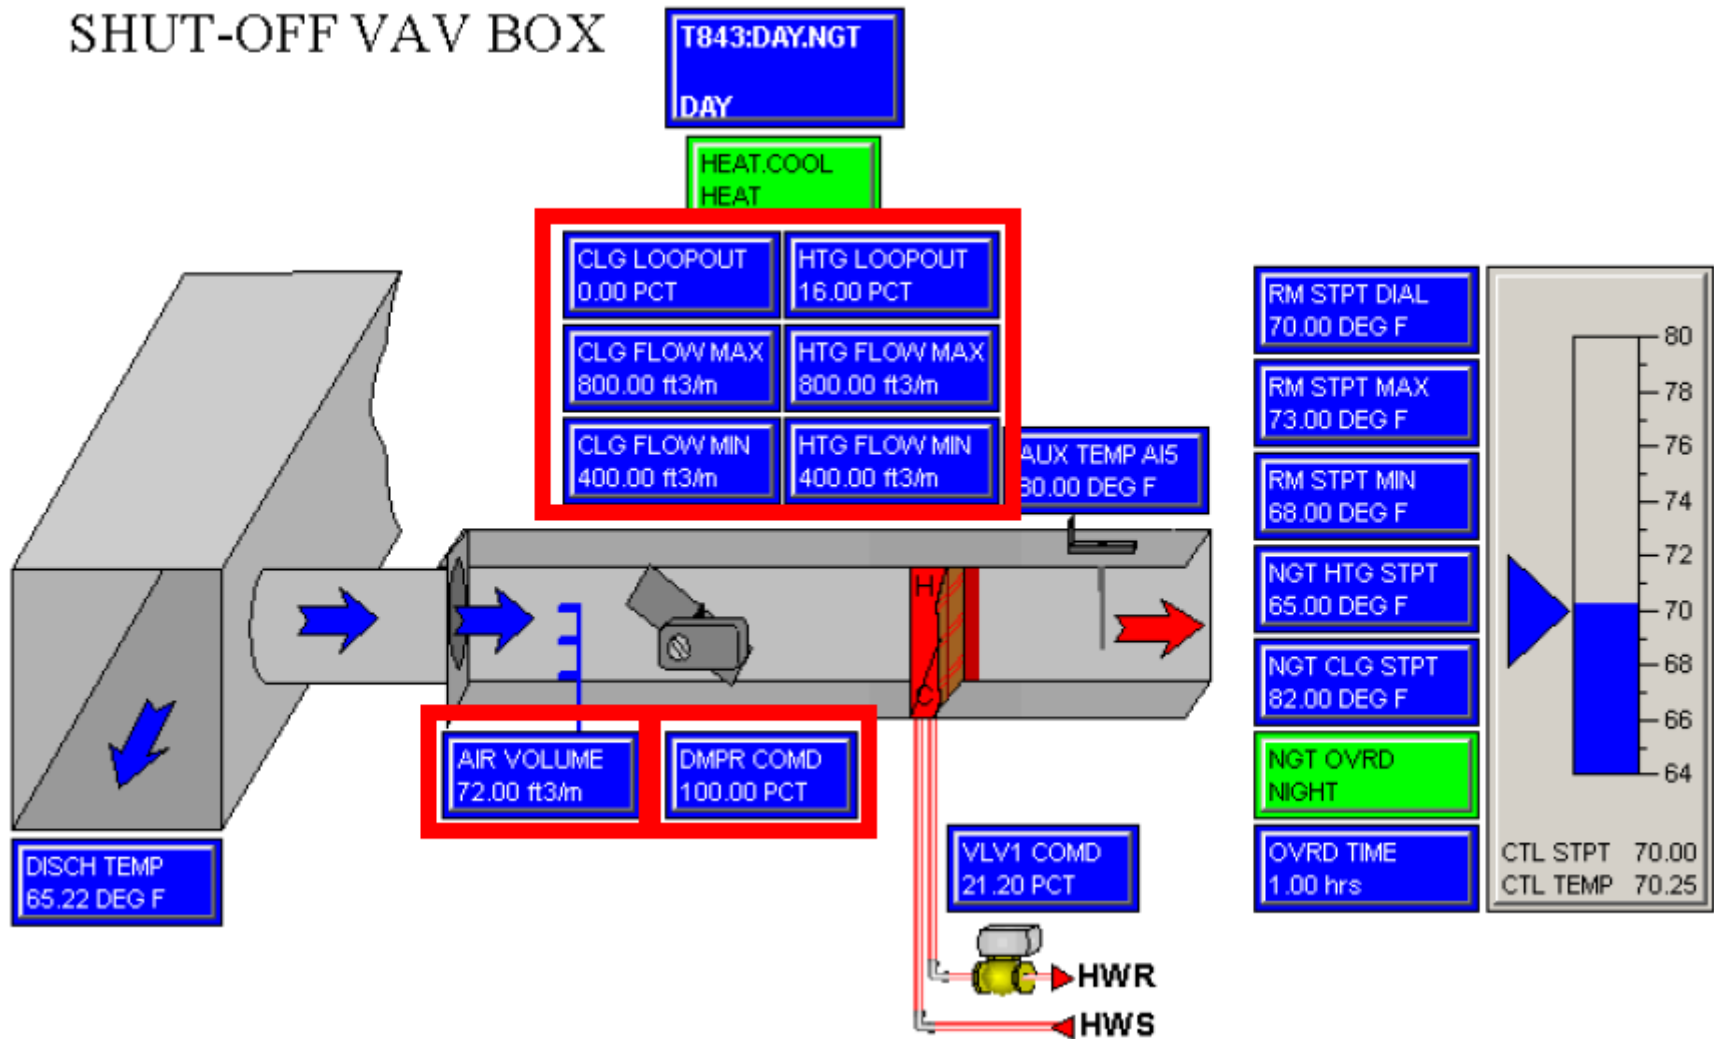 SHUT-OFF VAV BOX
T843:DAY.NGT
DAY
HEAT.COOL
HEAT
CLG LOOPOUT
0.00 PCT
HTG LOOPOUT
16.00 PCT
CLG FLOW MAX
800.00 ft3/m
HTG FLOW MAX
800.00 ft3/m
CLG FLOW MIN
400.00 ft3/m
HTG FLOW MIN
400.00 ft3/m
AUX TEMP AI5
DEG F
RM STPT DIAL
70.00 DEG F
RM STPT MAX
73.00 DEG F
RM STPT MIN
68.00 DEG F
NGT HTG STPT
65.00 DEG F
NGT CLG STPT
82.00 DEG F
NGT OVRD
NIGHT
OVRD TIME
1.00 hrs
80
78
76
74
72
70
68
66
64
CTL STPT 70.00
CTL TEMP 70.25
H
C
AIR VOLUME
72.00 ft3/m
DMPR COMD
100.00 PCT
DISCH TEMP
65.22 DEG F
VLV1 COMD
21.20 PCT
HWR
HWS